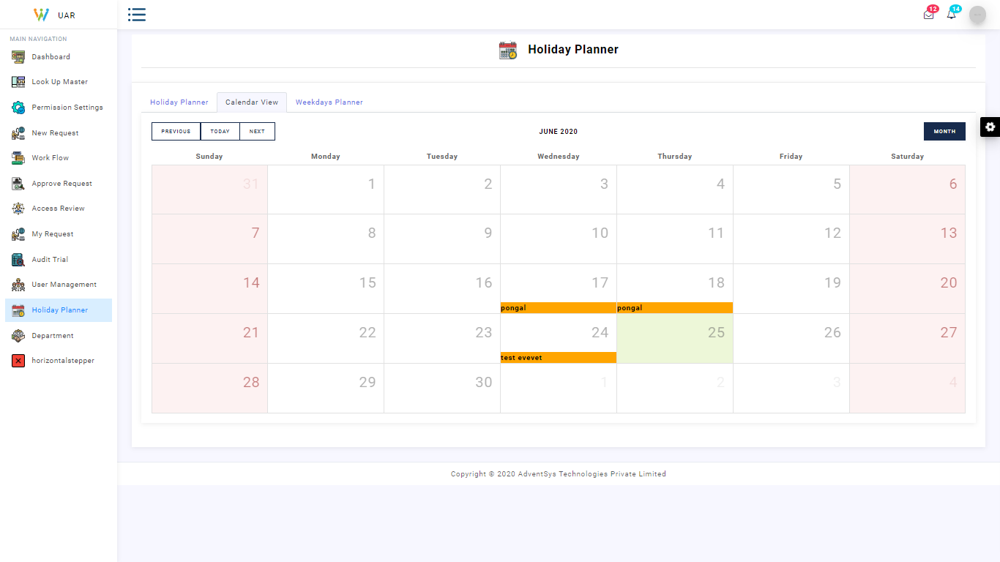 UAR
12
14
MAIN NAVIGATION
Dashboard
Look Up Master
Permission Settings
New Request
Work Flow
Approve Request
Access Review
My Request
Audit Trial
User Management
Holiday Planner
Department
horizontalstepper
Holiday Planner
Holiday Planner Calendar View Weekdays Planner
PREVIOUS TODAY NEXT JUNE 2020 MONTH
Sunday Monday Tuesday Wednesday Thursday Friday Saturday
31 1 2 3 4 5 6
7 8 9 10 11 12 13
14 15 16 17 18 19 20
pongal pongal
21 22 23 24 25 26 27
test evevet
28 29 30 1 2 3 4
Copyright © 2020 AdventSys Technologies Private Limited